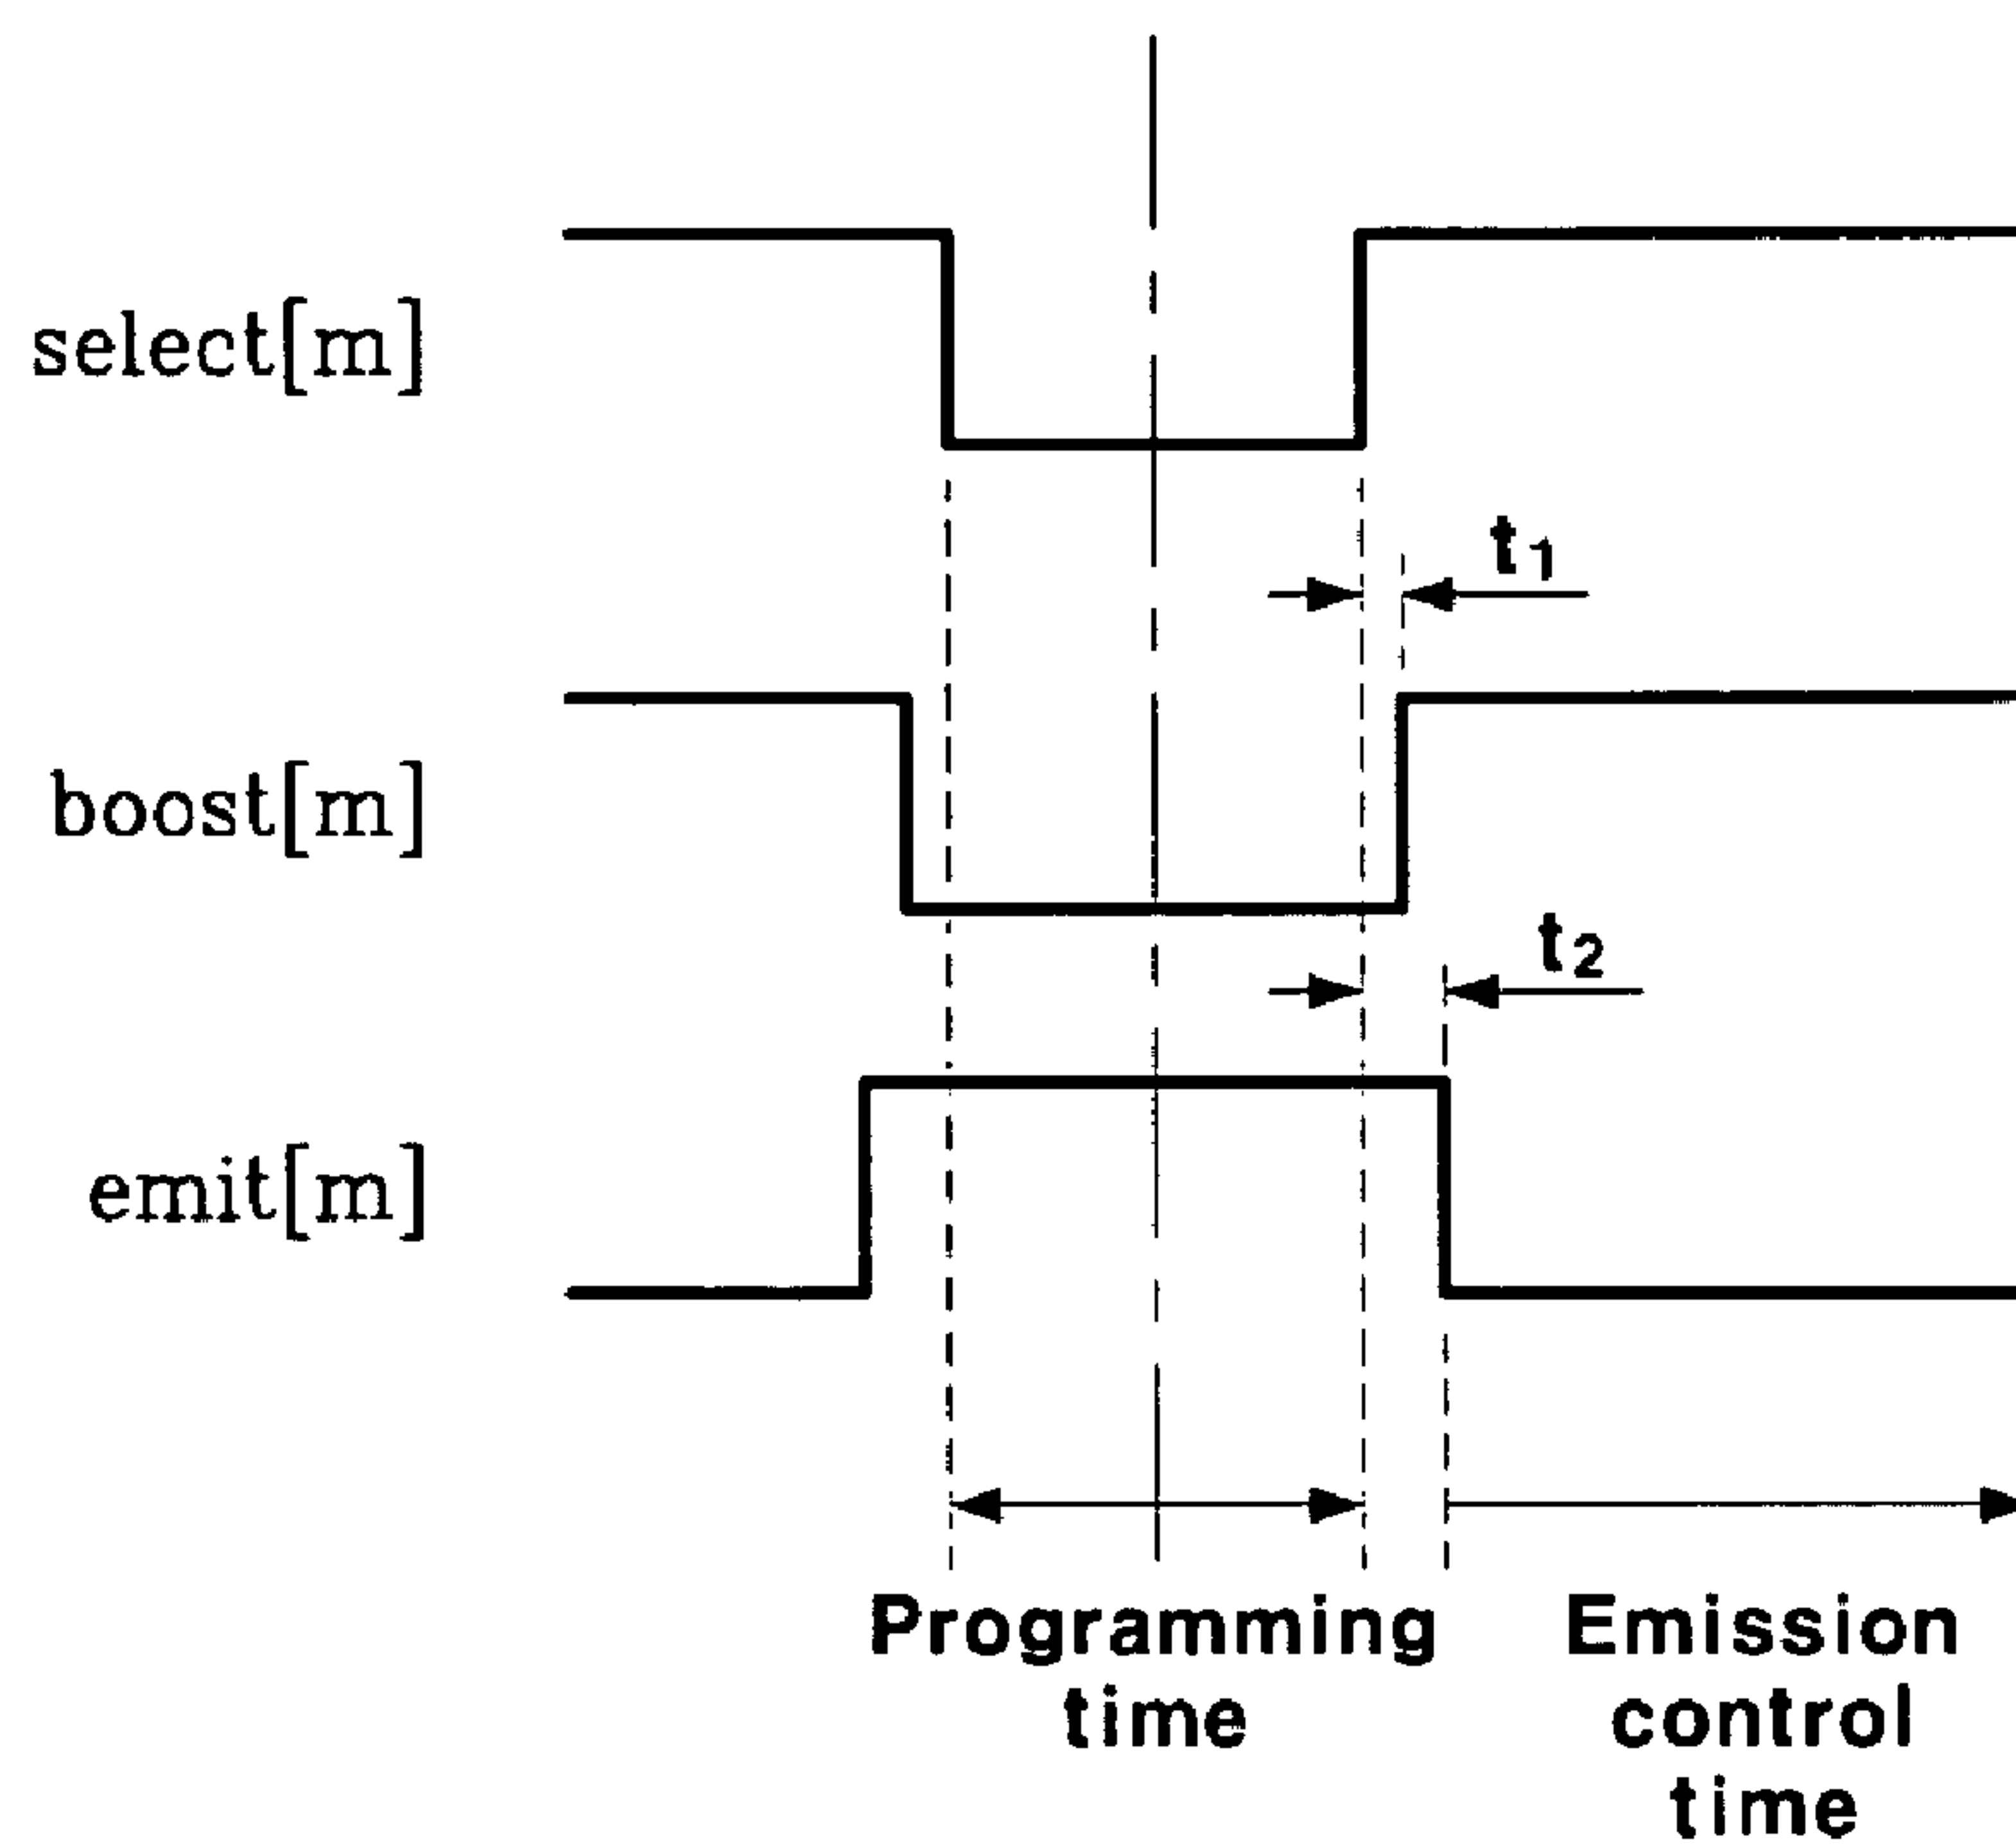 select[m]
t1
boost[m]
t2
emit[m]
Programming
time
Emission
control
time